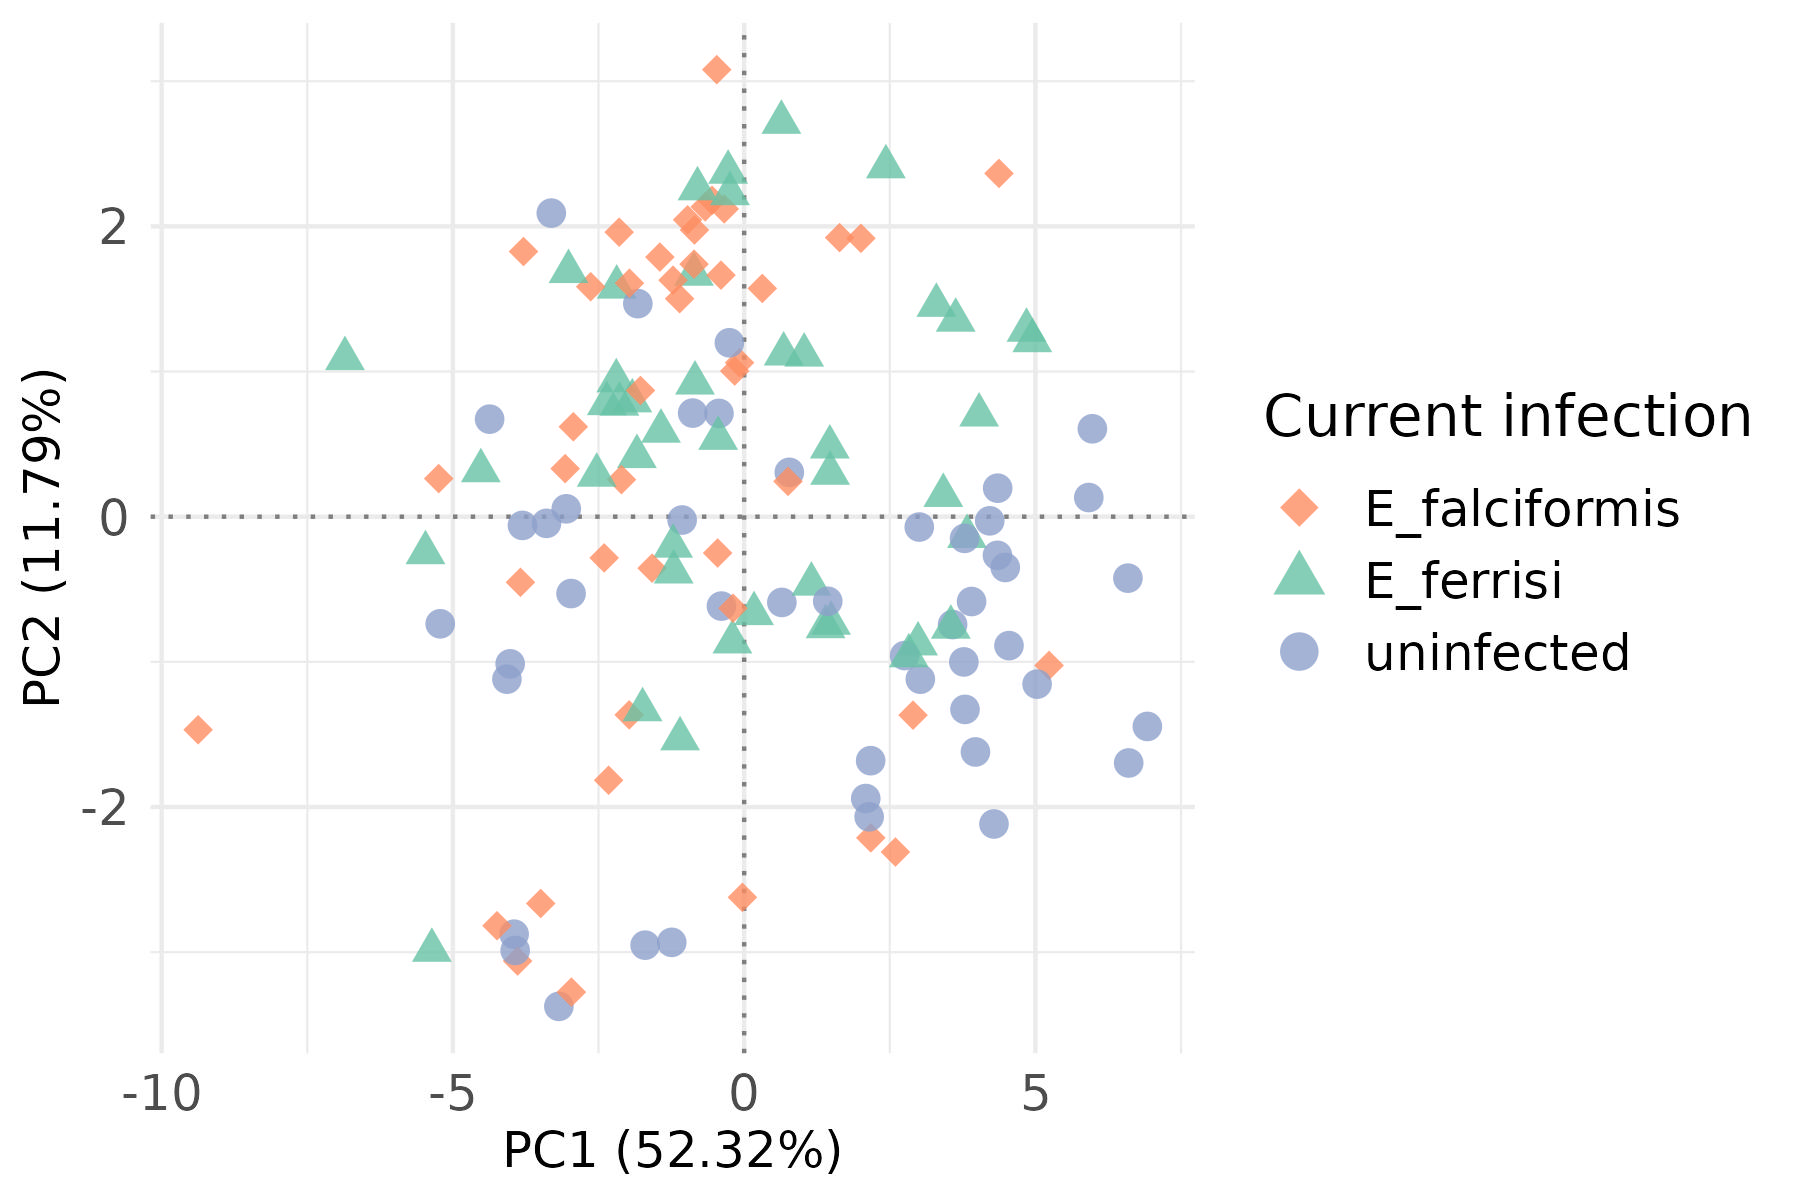 2
0
-2
PC2 (11.79%)
-10
-5
0
5
PC1 (52.32%)
Current infection
E_falciformis
E_ferrisi
uninfected